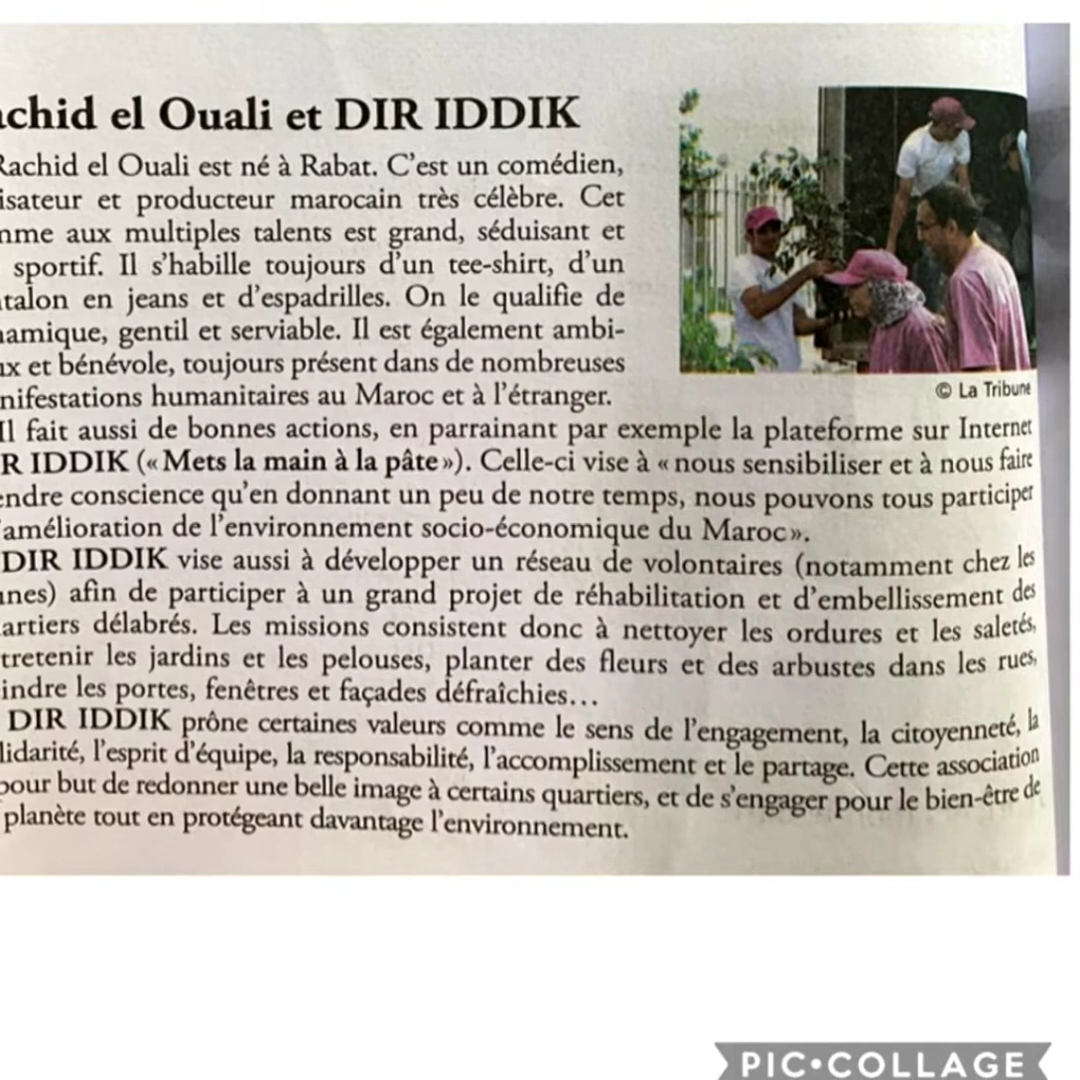 achid el Ouali et DIR IDDIK
Rachid el Ouali est né à Rabat. C'est un comédien,
isateur et producteur marocain très célèbre. Cet
mme aux multiples talents est grand, séduisant et
sportif. Il s'habille toujours d'un tee-shirt, d'un
talon en jeans et d'espadrilles. On le qualifie de
namique, gentil et serviable. Il est également ambi-
ux et bénévole, toujours présent dans de nombreuses
nifestations humanitaires au Maroc et à l'étranger.
© La Tribune
Il fait aussi de bonnes actions, en parrainant par exemple la plateforme sur Internet
R IDDIK (« Mets la main à la pâte »). Celle-ci vise à « nous sensibiliser et à nous faire
endre conscience qu'en donnant un peu de notre temps, nous pouvons tous participer
'amélioration de l'environnement socio-économique du Maroc ».
DIR IDDIK vise aussi à développer un réseau de volontaires (notamment chez les
unes) afin de participer à un grand projet de réhabilitation et d'embellissement des
artiers délabrés. Les missions consistent donc à nettoyer les ordures et les saletés,
tretenir les jardins et les pelouses, planter des fleurs et des arbustes dans les rues,
indre les portes, fenêtres et façades défraîchies...
DIR IDDIK prône certaines valeurs comme le sens de l'engagement, la citoyenneté, la
lidarité, l'esprit d'équipe, la responsabilité, l'accomplissement et le partage. Cette association
pour but de redonner une belle image à certains quartiers, et de s'engager pour le bien-être de
planète tout en protégeant davantage l'environnement.
PIC•COLLAGE